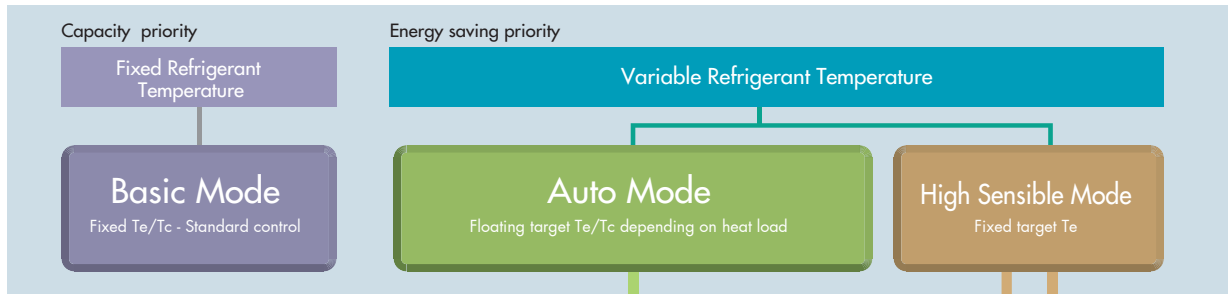 Capacity priority
Energy saving priority
Fixed Refrigerant
Temperature
Variable Refrigerant Temperature
Basic Mode
Fixed Te/Tc - Standard control
Auto Mode
Floating target Te/Tc depending on heat load
High Sensible Mode
Fixed target Te